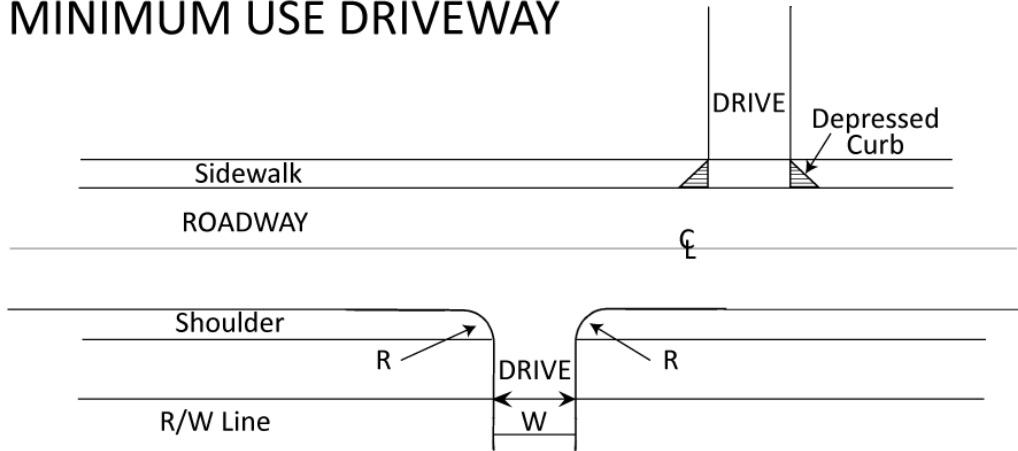 MINIMUM USE DRIVEWAY
DRIVE
Depressed
Curb
Sidewalk
ROADWAY
℄
Shoulder
R
R
DRIVE
R/W Line
W